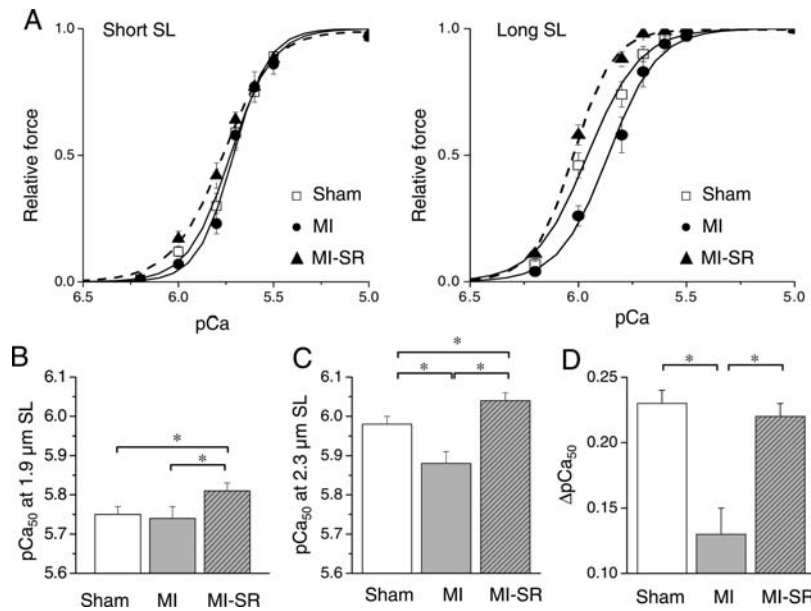 A
Short SL
Long SL
Relative force
1.0
0.5
0.0
Sham
MI
MI-SR
6.5
6.0
5.5
5.0
pCa
Relative force
1.0
0.5
0.0
Sham
MI
MI-SR
6.5
6.0
5.5
5.0
pCa
B
pCa50 at 1.9 µm SL
6.1
6.0
5.9
5.8
5.7
5.6
*
*
Sham MI MI-SR
C
pCa50 at 2.3 µm SL
6.1
6.0
5.9
5.8
5.7
5.6
*
*
*
Sham MI MI-SR
D
ΔpCa50
0.25
0.20
0.15
0.10
*
*
Sham MI MI-SR